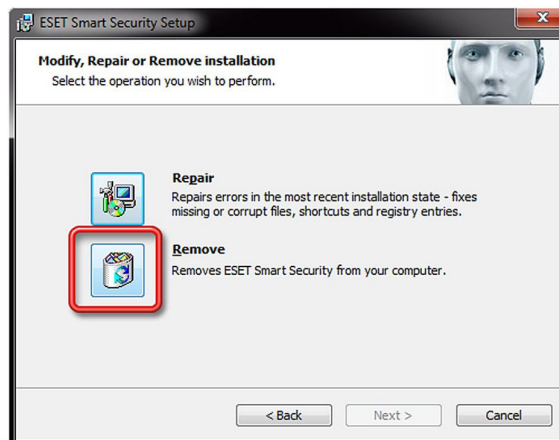 ESET Smart Security Setup
Modify, Repair or Remove installation
Select the operation you wish to perform.
Repair
Repairs errors in the most recent installation state - fixes
missing or corrupt files, shortcuts and registry entries.
Remove
Removes ESET Smart Security from your computer.
< Back Next > Cancel